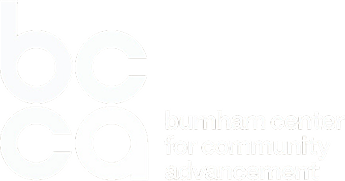 bc
ca
burnham center
for community
advancement